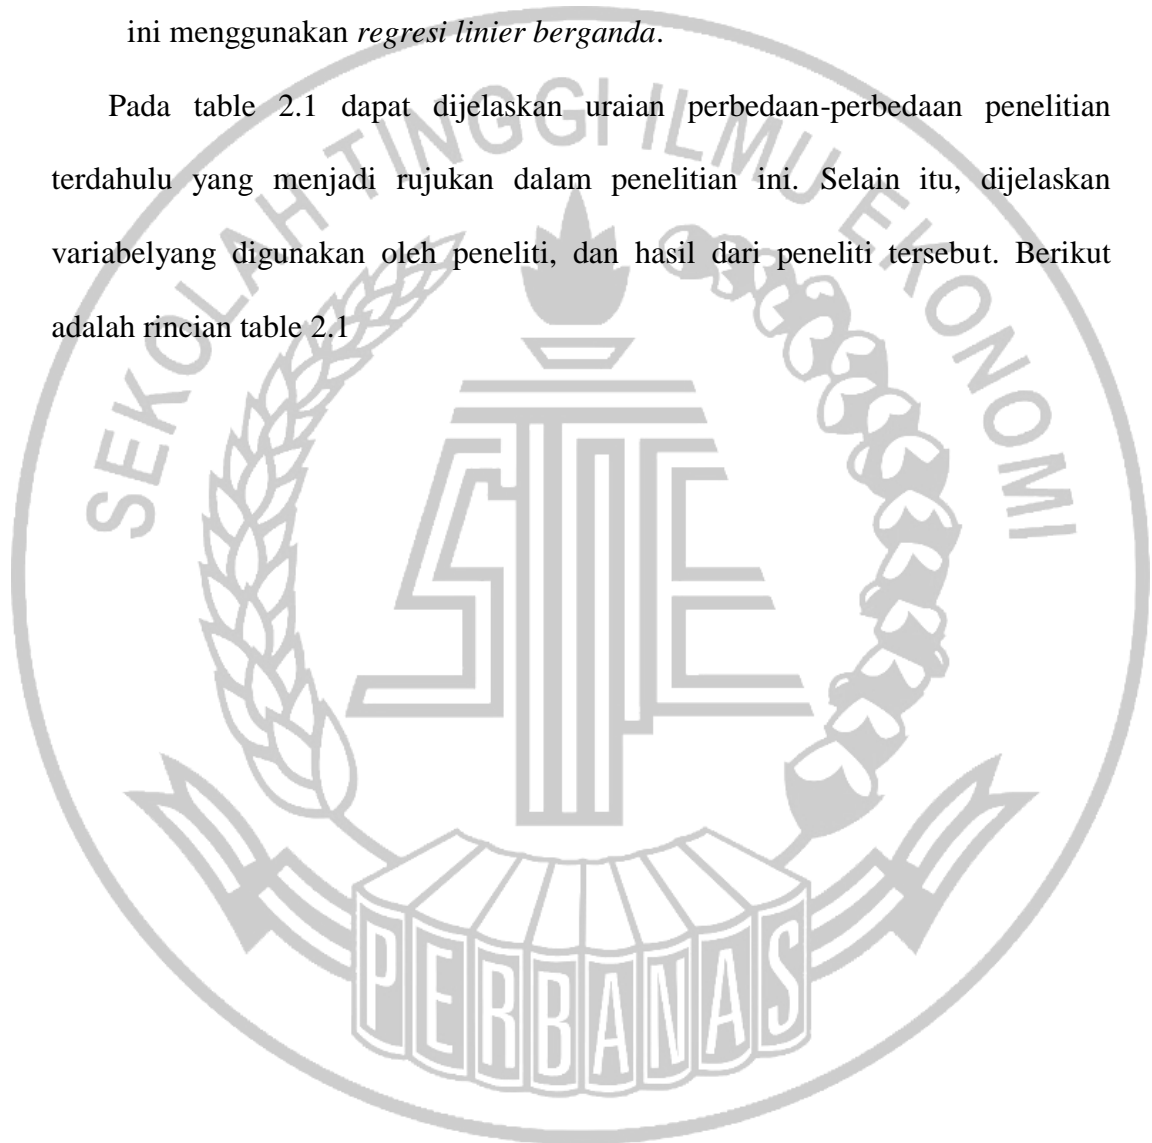 ini menggunakan regresi linier berganda.
Pada table 2.1 dapat dijelaskan uraian perbedaan-perbedaan penelitian
terdahulu yang menjadi rujukan dalam penelitian ini. Selain itu, dijelaskan
variabelyang digunakan oleh peneliti, dan hasil dari peneliti tersebut. Berikut
adalah rincian table 2.1
SEKOLAH TINGGI ILMU EKONOMI
STIE
PERBANAS